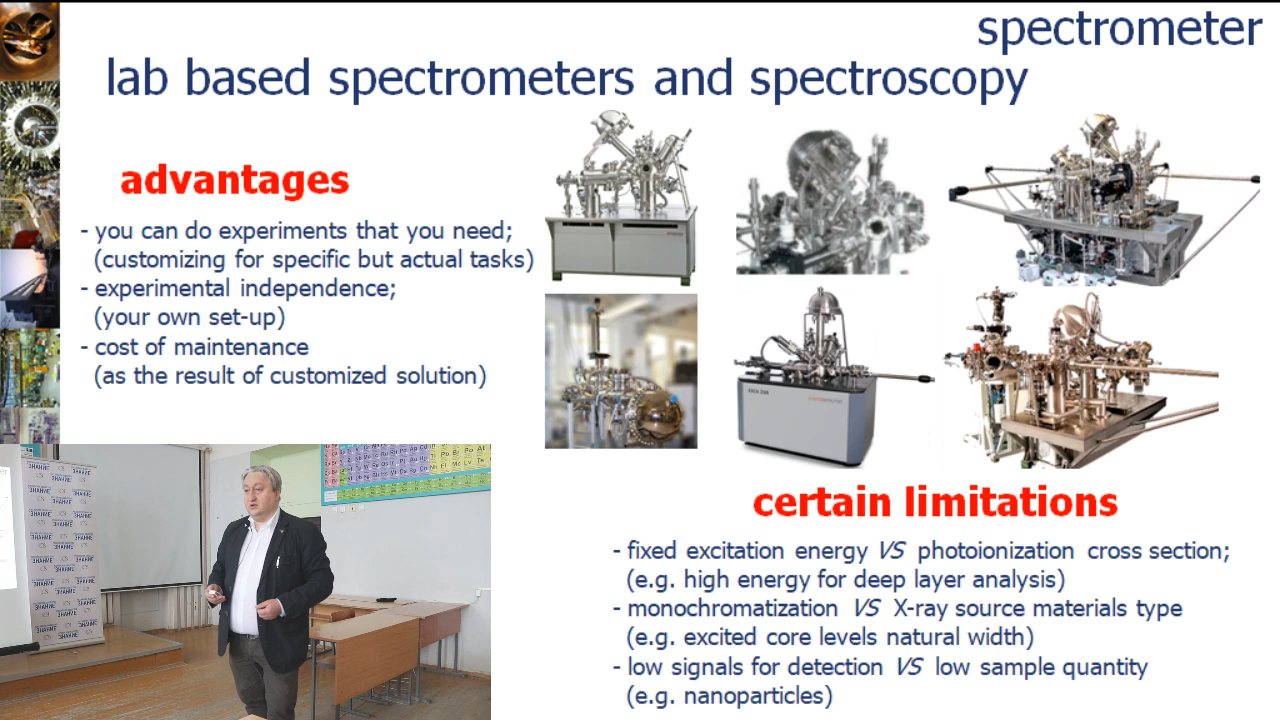 spectrometer
lab based spectrometers and spectroscopy
advantages
- you can do experiments that you need;
(customizing for specific but actual tasks)
- experimental independence;
(your own set-up)
- cost of maintenance
(as the result of customized solution)
certain limitations
- fixed excitation energy VS photoionization cross section;
(e.g. high energy for deep layer analysis)
- monochromatization VS X-ray source materials type
(e.g. excited core levels natural width)
- low signals for detection VS low sample quantity
(e.g. nanoparticles)
ЗНАНИЕ